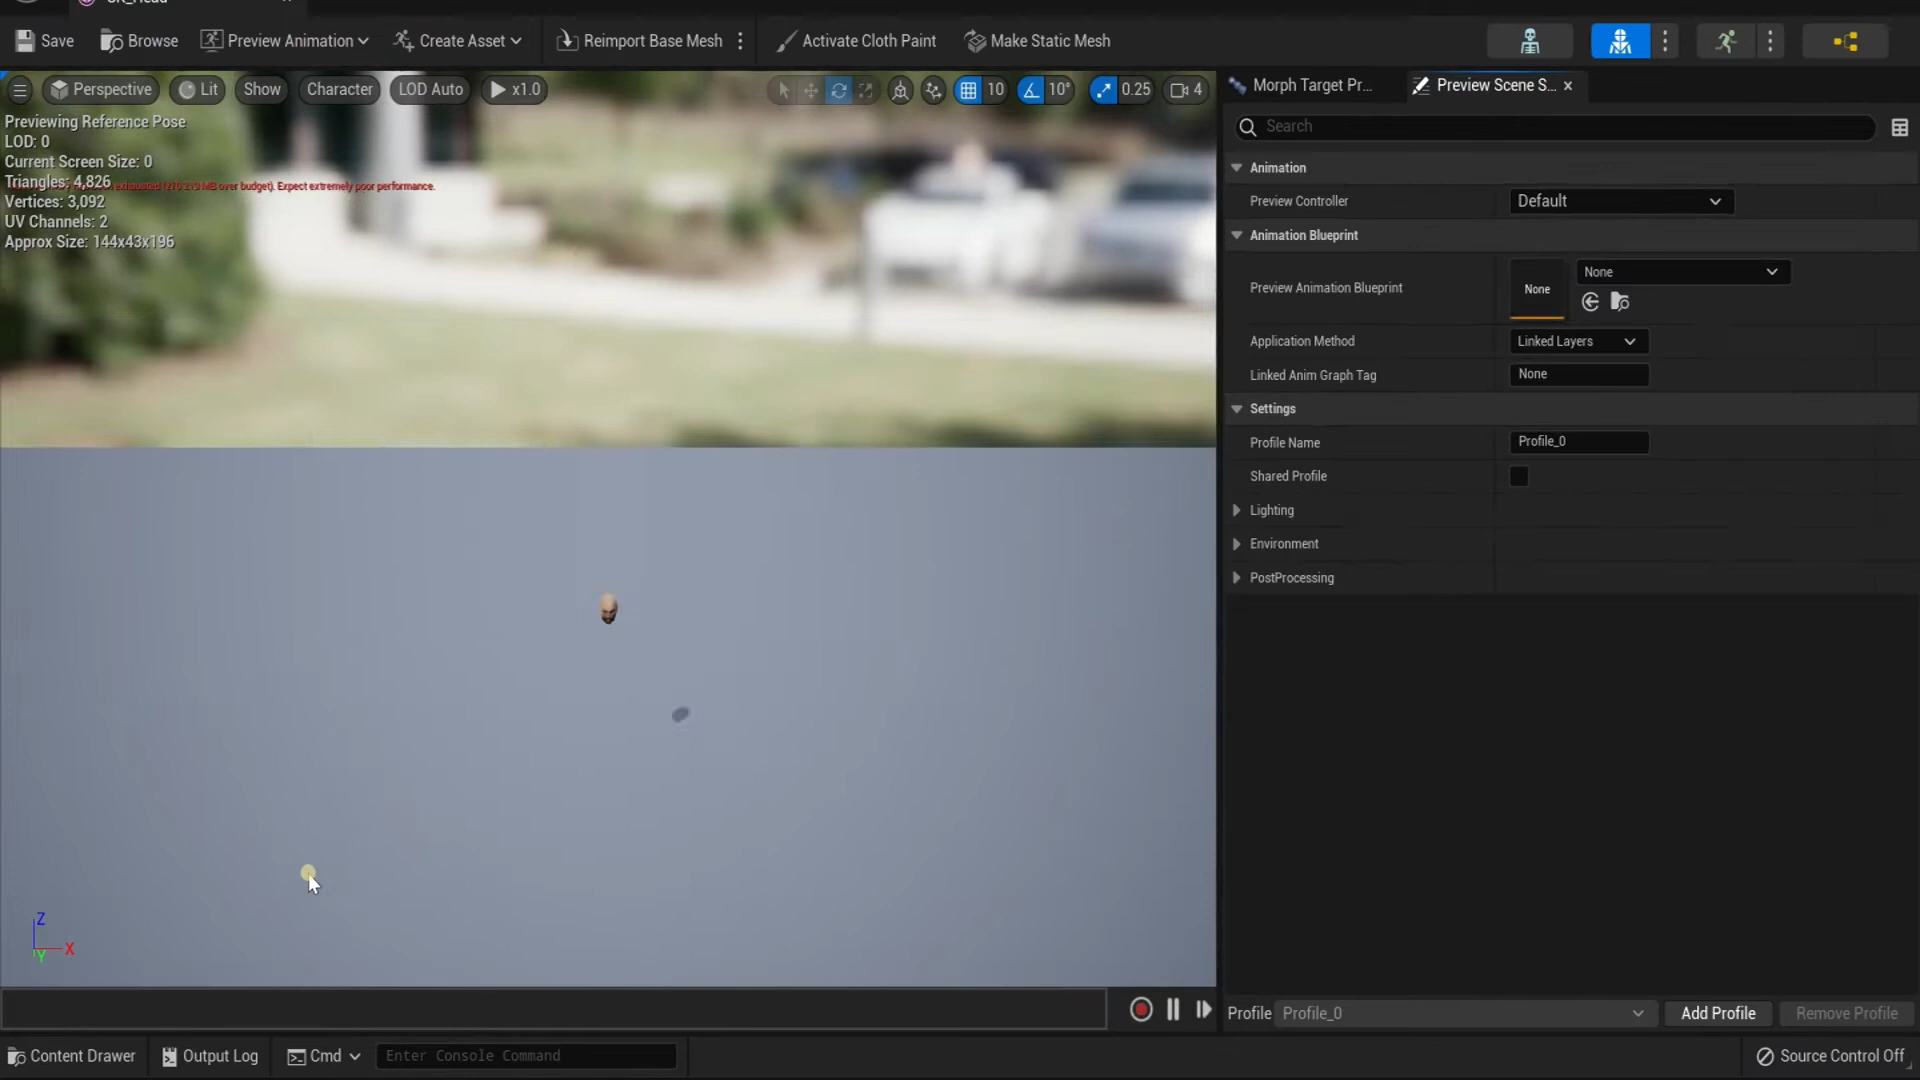 Save
Browse
Preview Animation
Create Asset
Reimport Base Mesh
Activate Cloth Paint
Make Static Mesh
Perspective
Lit
Show
Character
LOD Auto
x1.0
10
10°
0.25
4
Previewing Reference Pose
LOD: 0
Current Screen Size: 0
Triangles: 4,826
exhausted
over budget). Expect extremely poor performance.
Vertices: 3,092
UV Channels: 2
Approx Size: 144x43x196
Z
X
Y
Morph Target Pr...
Preview Scene S...
Search
Animation
Preview Controller
Default
Animation Blueprint
Preview Animation Blueprint
None
None
Application Method
Linked Layers
Linked Anim Graph Tag
None
Settings
Profile Name
Profile_0
Shared Profile
Lighting
Environment
PostProcessing
Profile
Profile_0
Add Profile
Remove Profile
Content Drawer
Output Log
Cmd
Enter Console Command
Source Control Off